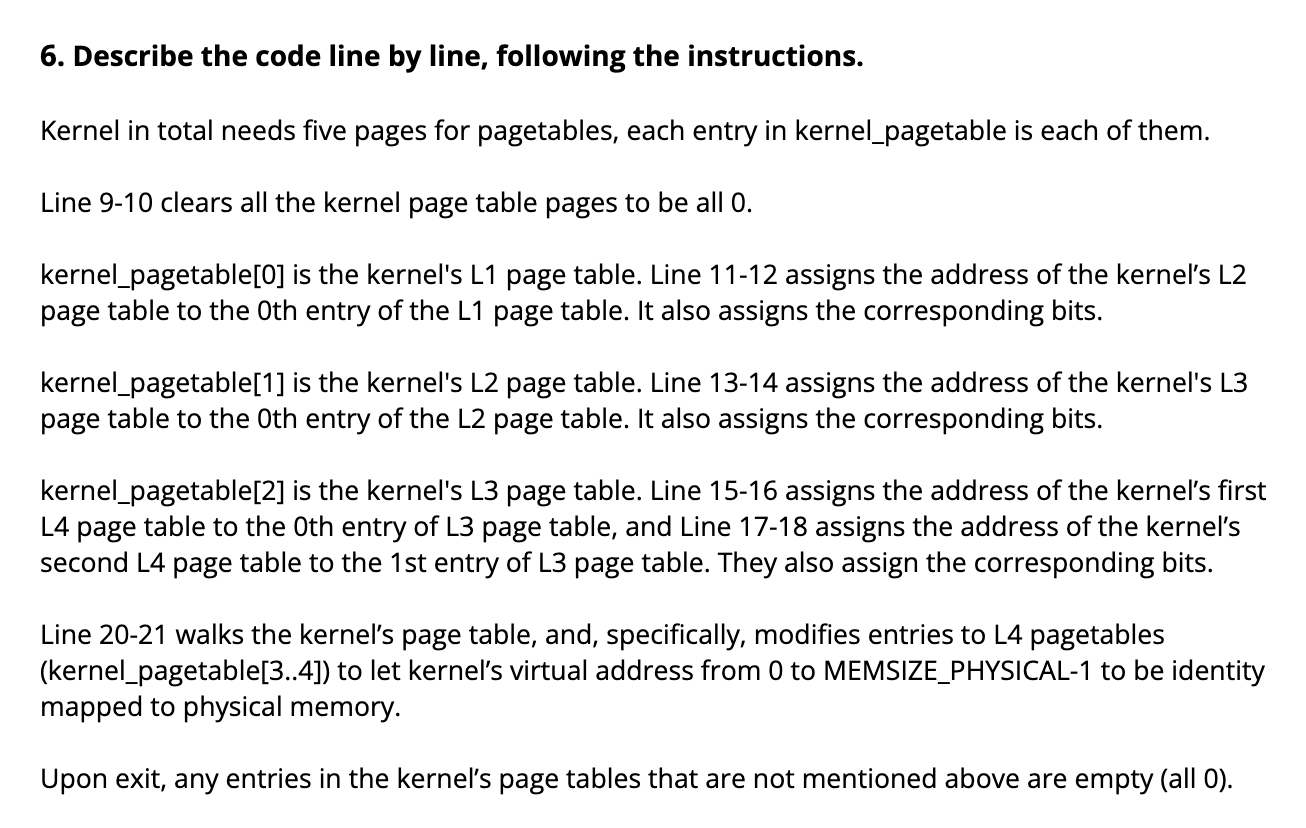 6. Describe the code line by line, following the instructions.
Kernel in total needs five pages for pagetables, each entry in kernel_pagetable is each of them.
Line 9-10 clears all the kernel page table pages to be all 0.
kernel_pagetable[0] is the kernel's L1 page table. Line 11-12 assigns the address of the kernel’s L2
page table to the 0th entry of the L1 page table. It also assigns the corresponding bits.
kernel_pagetable[1] is the kernel's L2 page table. Line 13-14 assigns the address of the kernel's L3
page table to the 0th entry of the L2 page table. It also assigns the corresponding bits.
kernel_pagetable[2] is the kernel's L3 page table. Line 15-16 assigns the address of the kernel’s first
L4 page table to the 0th entry of L3 page table, and Line 17-18 assigns the address of the kernel’s
second L4 page table to the 1st entry of L3 page table. They also assign the corresponding bits.
Line 20-21 walks the kernel’s page table, and, specifically, modifies entries to L4 pagetables
(kernel_pagetable[3..4]) to let kernel’s virtual address from 0 to MEMSIZE_PHYSICAL-1 to be identity
mapped to physical memory.
Upon exit, any entries in the kernel’s page tables that are not mentioned above are empty (all 0).